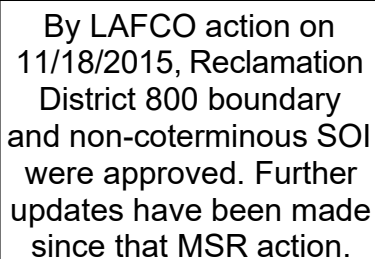 By LAFCO action on
11/18/2015, Reclamation
District 800 boundary
and non-coterminous SOI
were approved. Further
updates have been made
since that MSR action.